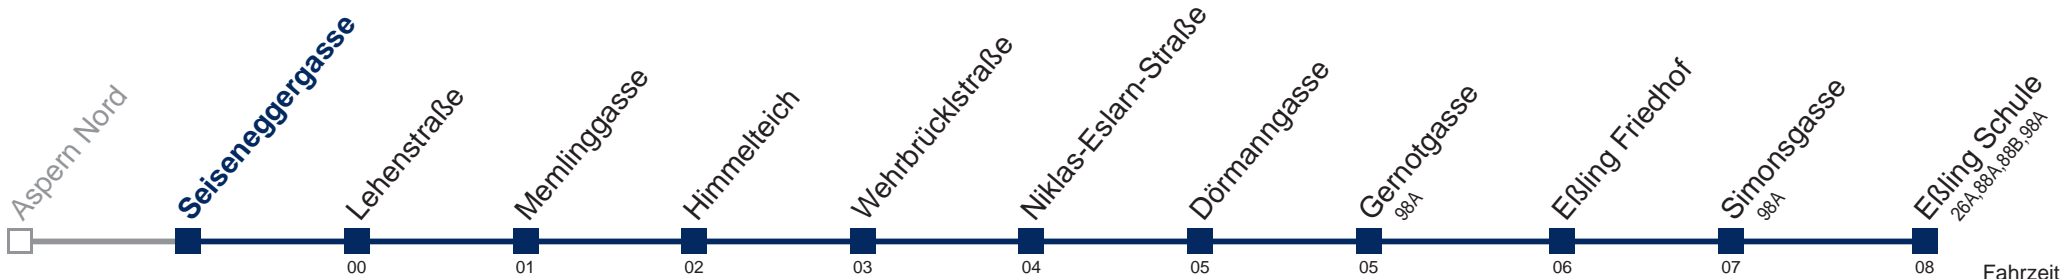 Aspern Nord
Seiseneggergasse
Lehenstraße
Memlinggasse
Himmelteich
Wehrbrücklstraße
Niklas-Eslarn-Straße
Dörmanngasse
Gernotgasse
98A
Eßling Friedhof
Simonsgasse
98A
Eßling Schule
26A,88A,88B,98A
00 01 02 03 04 05 05 06 07 08 Fahrzeit